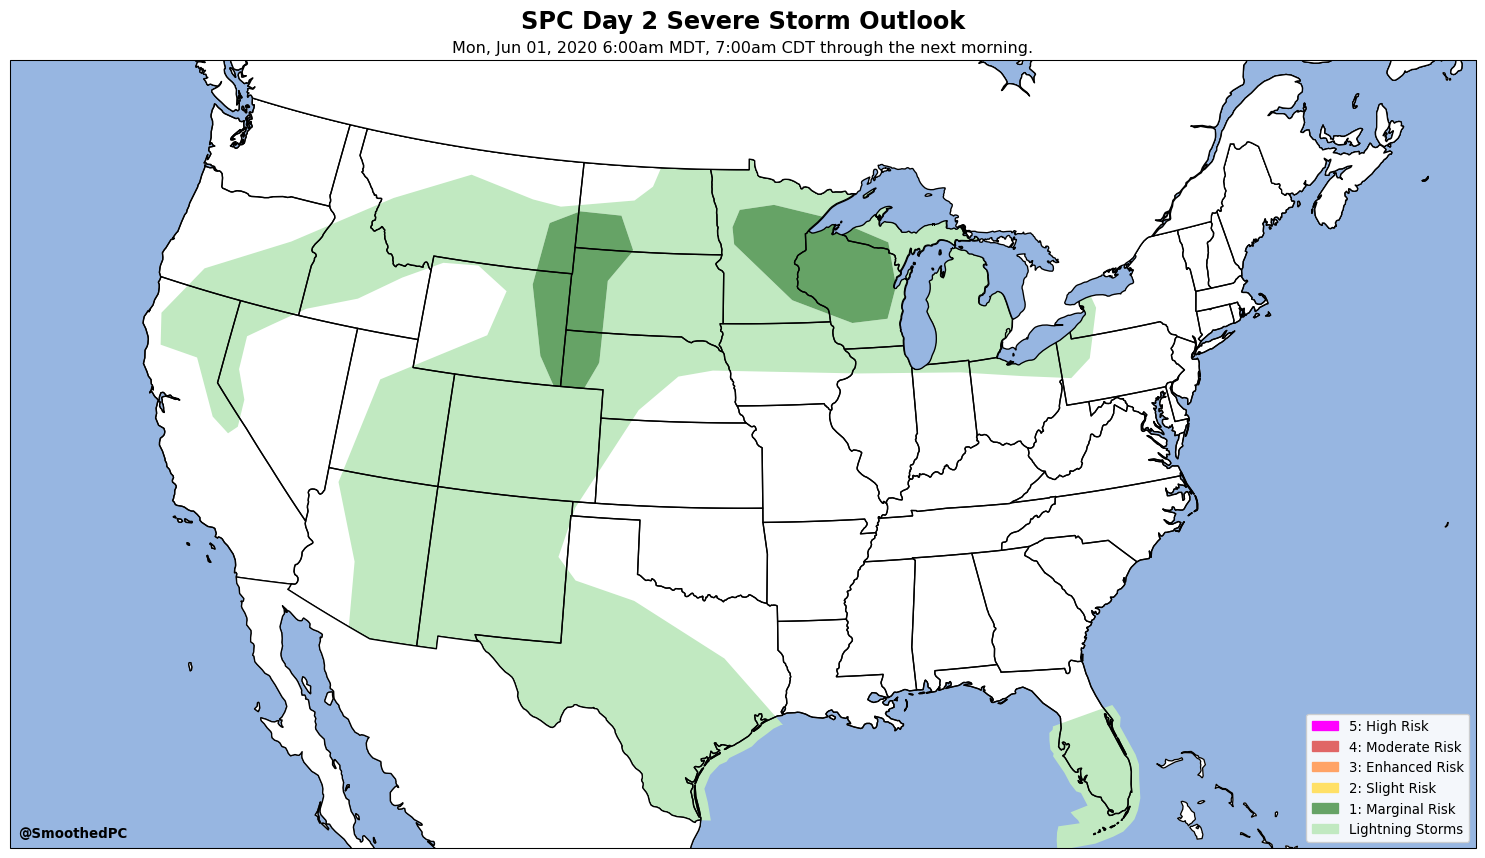 SPC Day 2 Severe Storm Outlook
Mon, Jun 01, 2020 6:00am MDT, 7:00am CDT through the next morning.
5: High Risk
4: Moderate Risk
3: Enhanced Risk
2: Slight Risk
1: Marginal Risk
Lightning Storms
@SmoothedPC